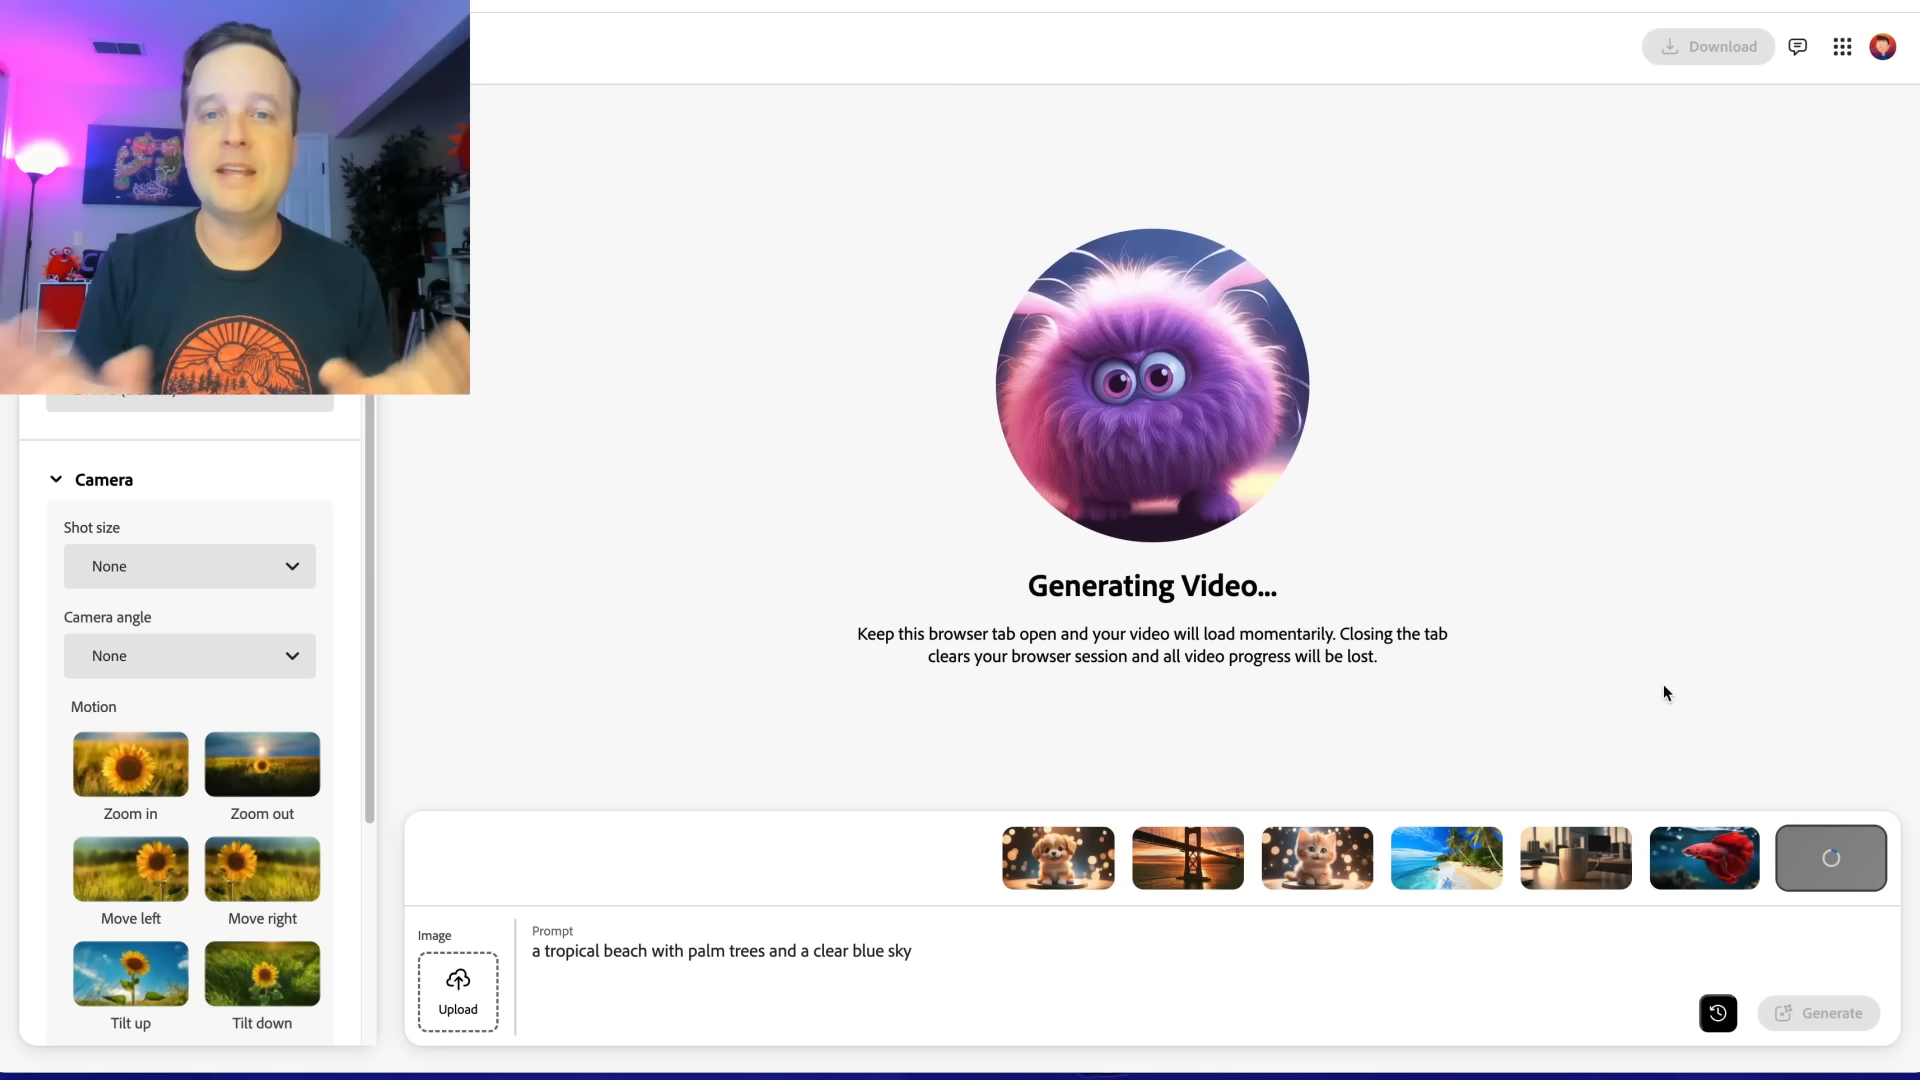 Download
Camera
Shot size
None
Camera angle
None
Motion
Zoom in
Zoom out
Move left
Move right
Tilt up
Tilt down
Generating Video...
Keep this browser tab open and your video will load momentarily. Closing the tab
clears your browser session and all video progress will be lost.
Image
Upload
Prompt
a tropical beach with palm trees and a clear blue sky
Generate